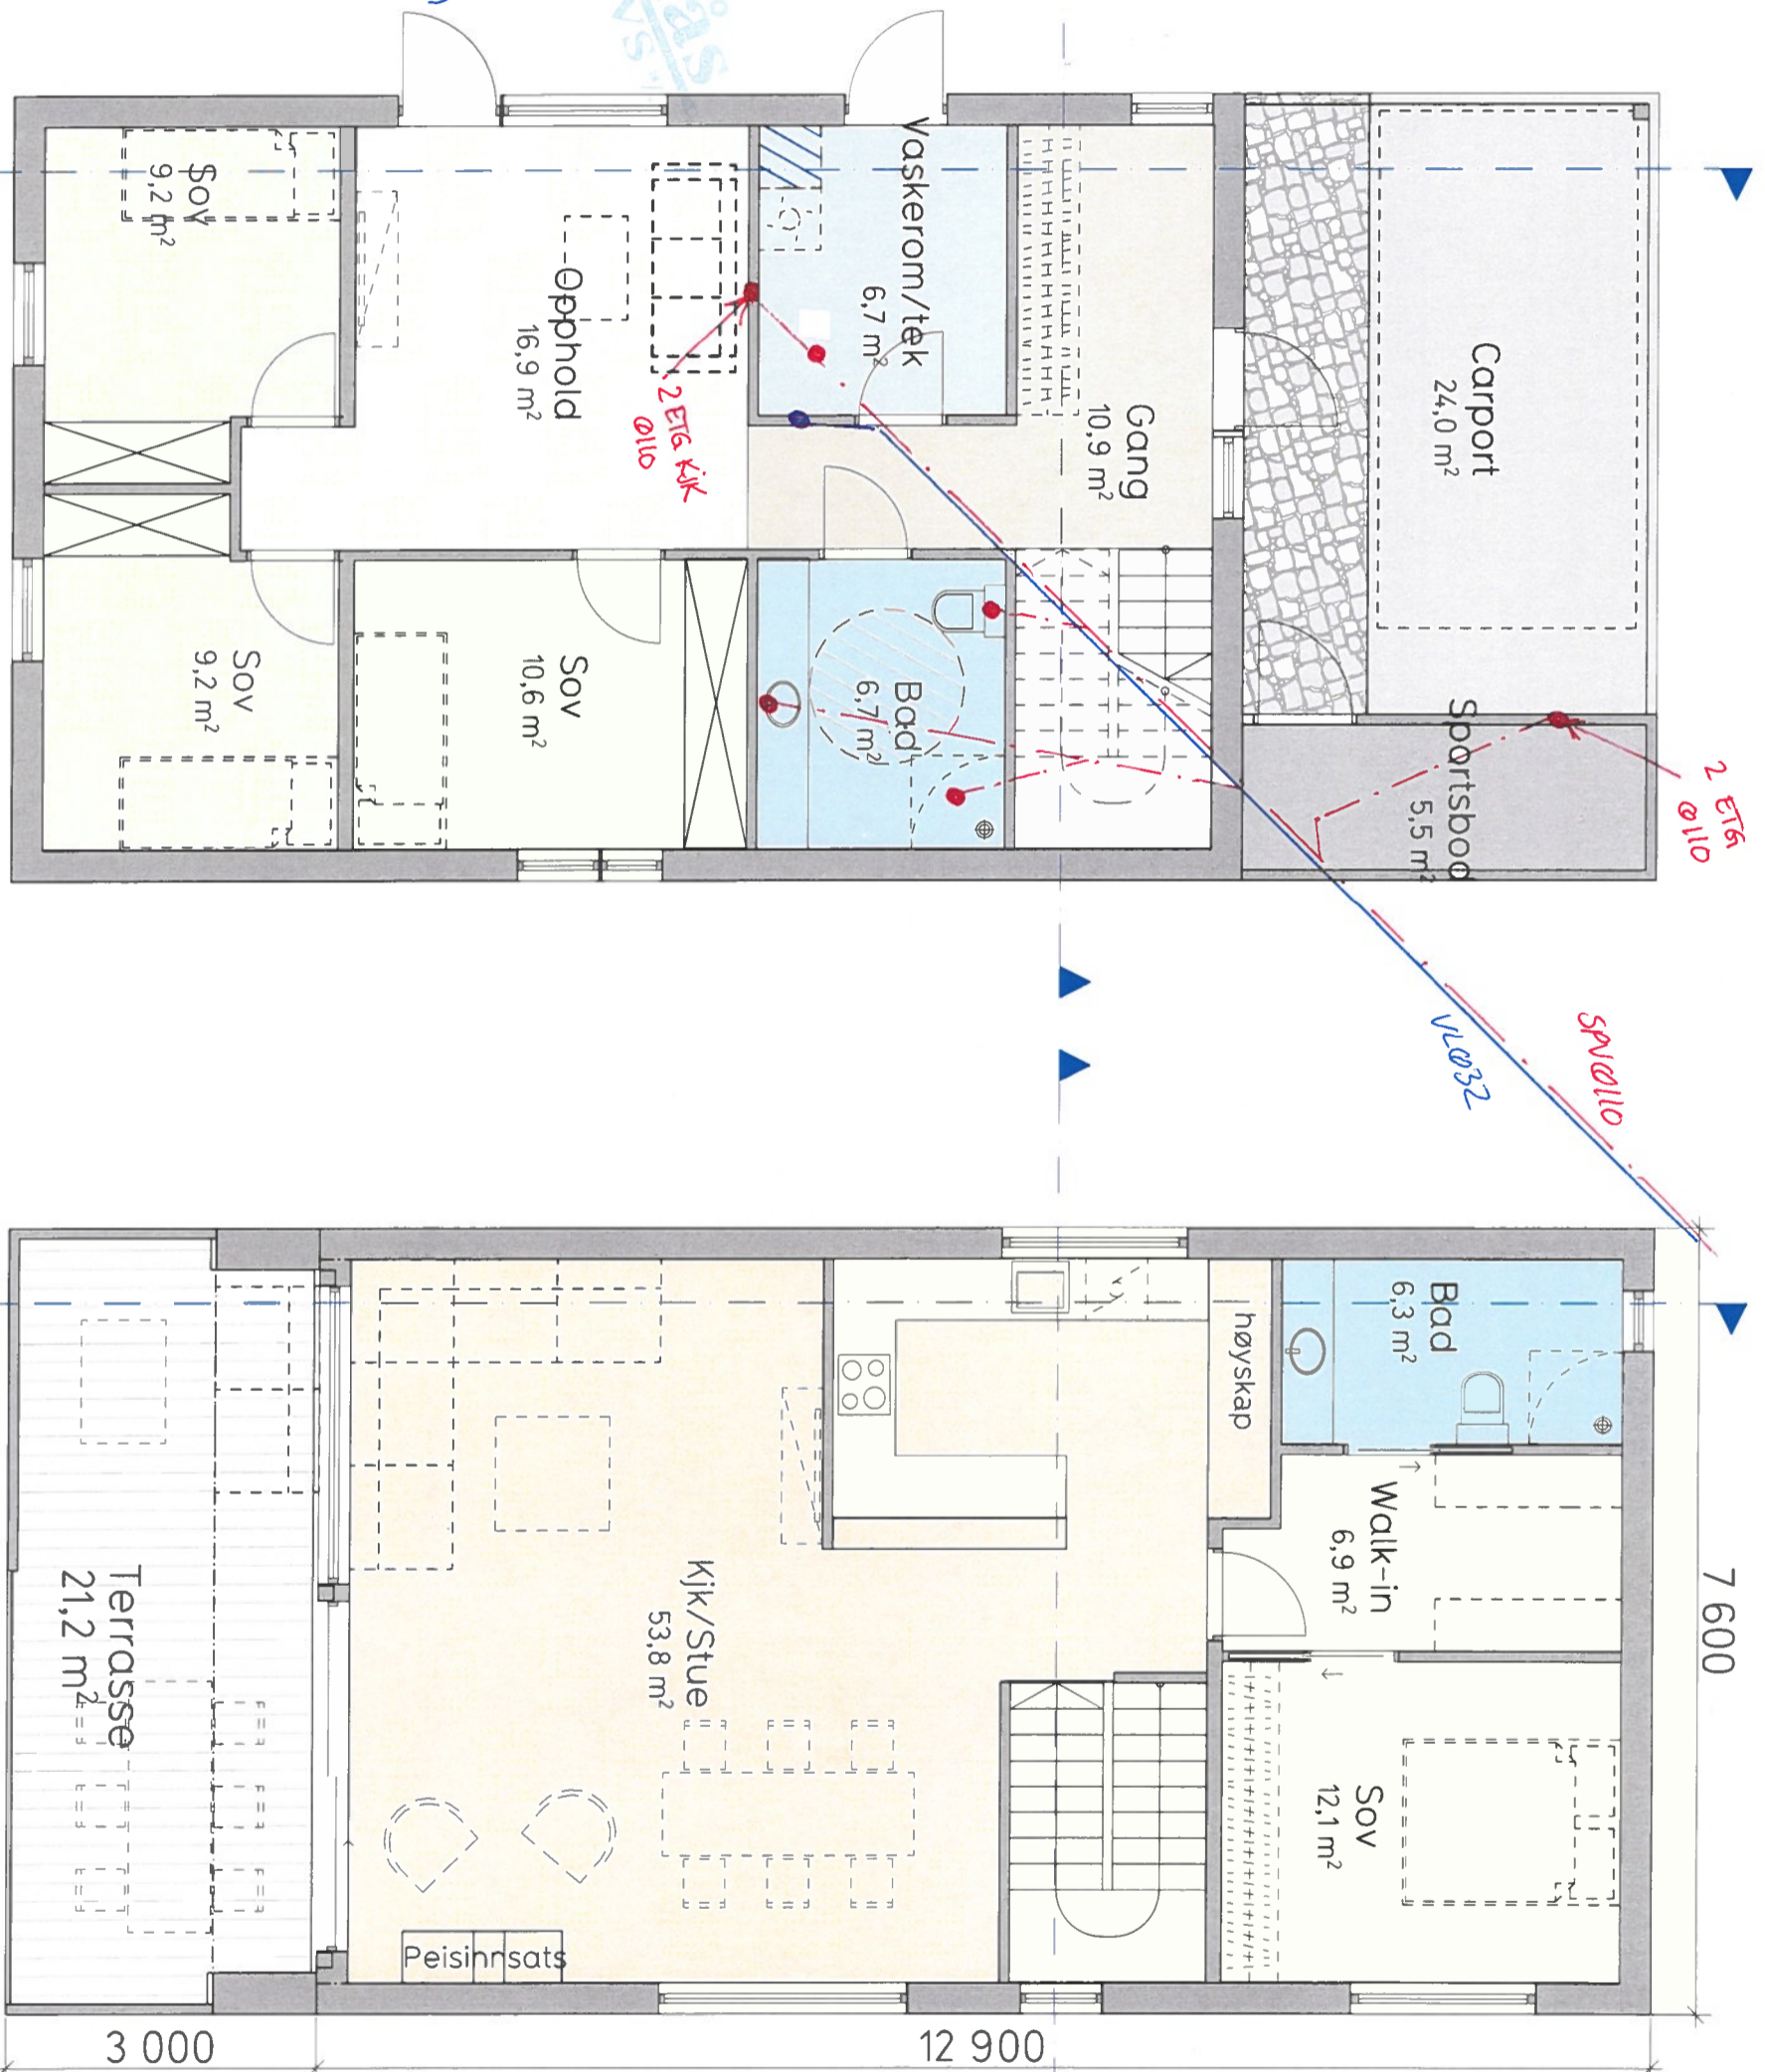 Sov
9,2 m²
Opphold
16,9 m²
Vaskerom/tek
6,7 m²
Gang
10,9 m²
Carport
24,0 m²
2 ETG KJK
Ø110
Sov
9,2 m²
Sov
10,6 m²
Bad
6,7 m²
Sportsbod
5,5 m²
2 ETG
Ø110
SPVØ110
VLØ32
Bad
6,3 m²
høyskap
Walk-in
6,9 m²
7 600
Kjk/Stue
53,8 m²
Terrasse
21,2 m²
Sov
12,1 m²
Peisinnsats
3 000
12 900